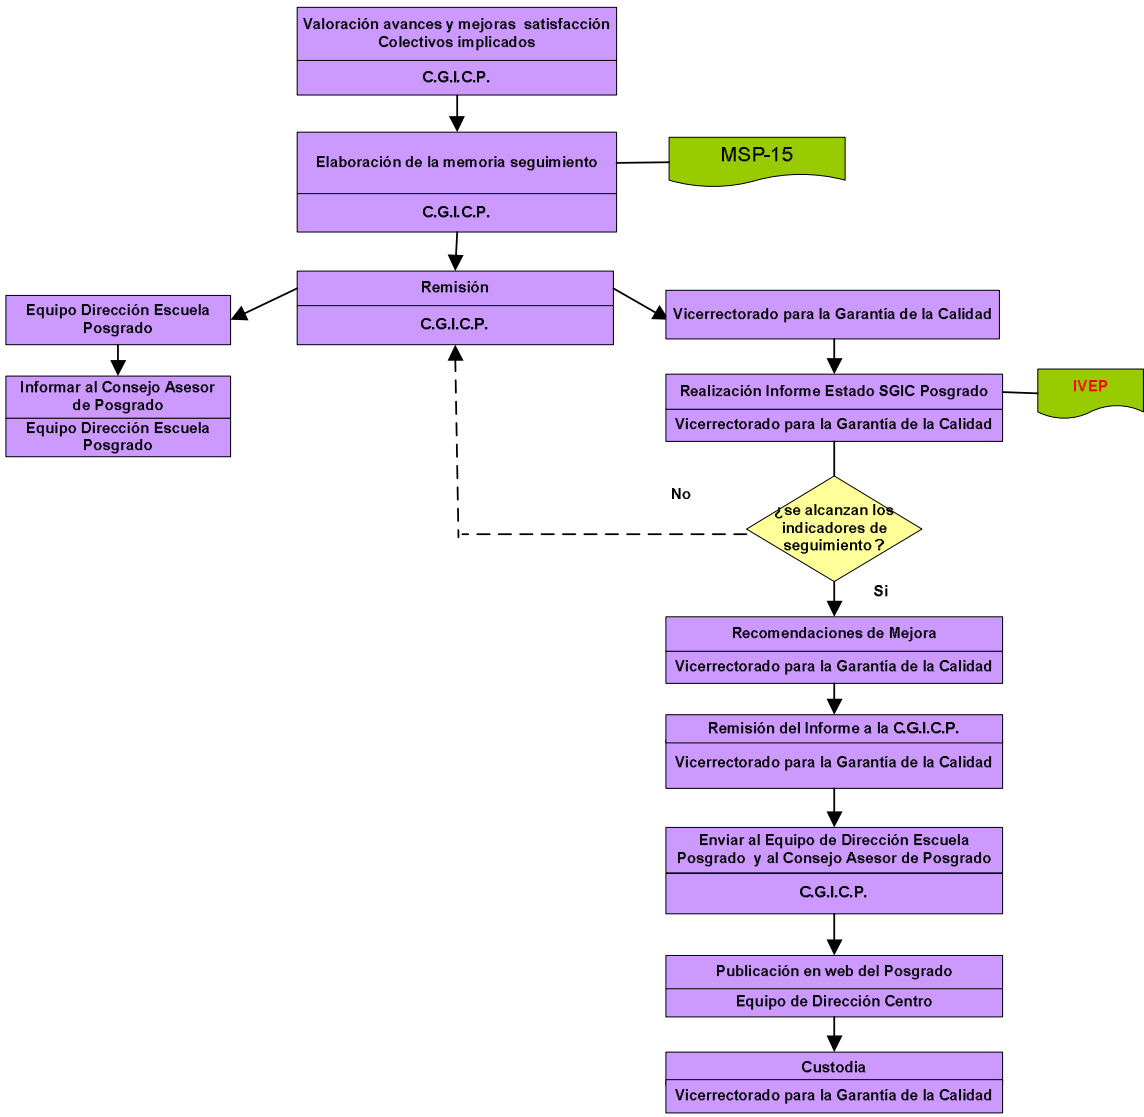 Valoración avances y mejoras satisfacción
Colectivos implicados
C.G.I.C.P.
Elaboración de la memoria seguimiento
C.G.I.C.P.
MSP-15
Remisión
C.G.I.C.P.
Equipo Dirección Escuela
Posgrado
Informar al Consejo Asesor
de Posgrado
Equipo Dirección Escuela
Posgrado
Vicerrectorado para la Garantía de la Calidad
Realización Informe Estado SGIC Posgrado
Vicerrectorado para la Garantía de la Calidad
IVEP
No
¿se alcanzan los
indicadores de
seguimiento?
Si
Recomendaciones de Mejora
Vicerrectorado para la Garantía de la Calidad
Remisión del Informe a la C.G.I.C.P.
Vicerrectorado para la Garantía de la Calidad
Enviar al Equipo de Dirección Escuela
Posgrado y al Consejo Asesor de Posgrado
C.G.I.C.P.
Publicación en web del Posgrado
Equipo de Dirección Centro
Custodia
Vicerrectorado para la Garantía de la Calidad